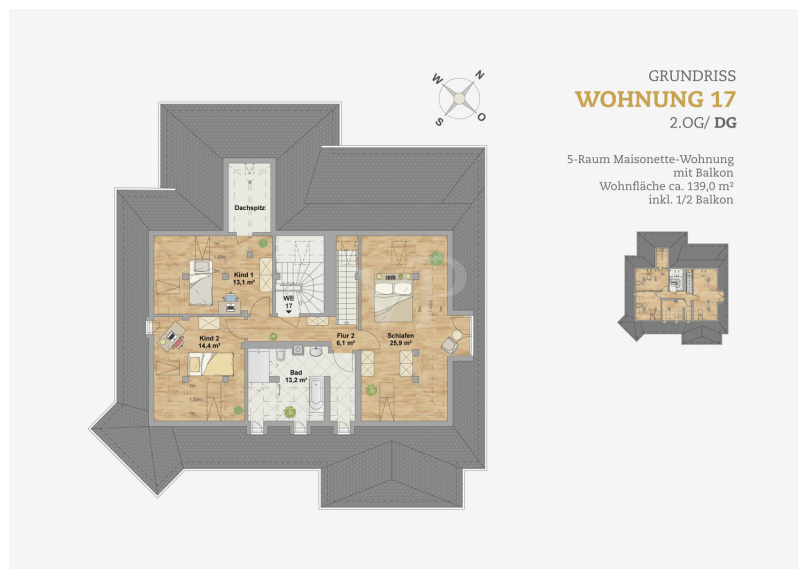 GRUNDRISS
WOHNUNG 17
2.OG/ DG
5-Raum Maisonette-Wohnung
mit Balkon
Wohnfläche ca. 139,0 m²
inkl. 1/2 Balkon
N
W
O
S
Dachspitz
Kind 1
13,1 m²
WE
17
Kind 2
14,4 m²
Flur 2
6,1 m²
Schlafen
25,9 m²
Bad
13,2 m²